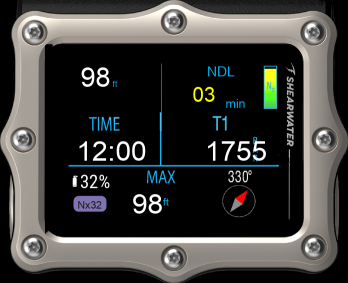 98 ft
NDL
03 min
N₂
TIME
T1
12:00
1755
P
32%
MAX
330°
Nx32
98 ft
SHEARWATER